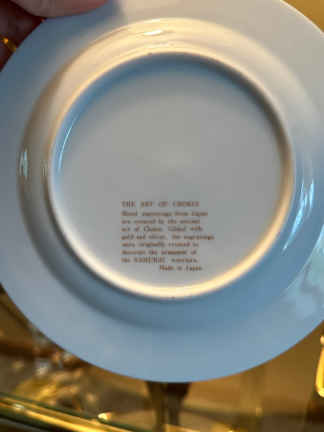 THE ART OF CHOKIN
Metal engravings from Japan
are created by the ancient
art of Chokin. Gilded with
gold and silver, the engravings
were originally created to
decorate the armament of
the SAMURAI warriors.
Made in Japan